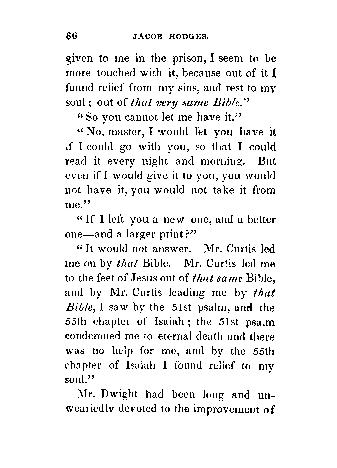 66 JACOB HODGES.
given to me in the prison, I seem to be
more touched with it, because out of it I
found relief from my sins, and rest to my
soul; out of that very same Bible."
"So you cannot let me have it."
"No, master, I would let you have it
if I could go with you, so that I could
read it every night and morning. But
even if I would give it to you, you would
not have it, you would not take it from
me."
"If I left you a new one, and a better
one—and a larger print?"
"It would not answer. Mr. Curtis led
me on by that Bible. Mr. Curtis led me
to the feet of Jesus out of that same Bible,
and by Mr. Curtis leading me by that
Bible, I saw by the 51st psalm, and the
55th chapter of Isaiah; the 51st psalm
condemned me to eternal death and there
was no help for me, and by the 55th
chapter of Isaiah I found relief to my
soul."
Mr. Dwight had been long and un-
weariedly devoted to the improvement of